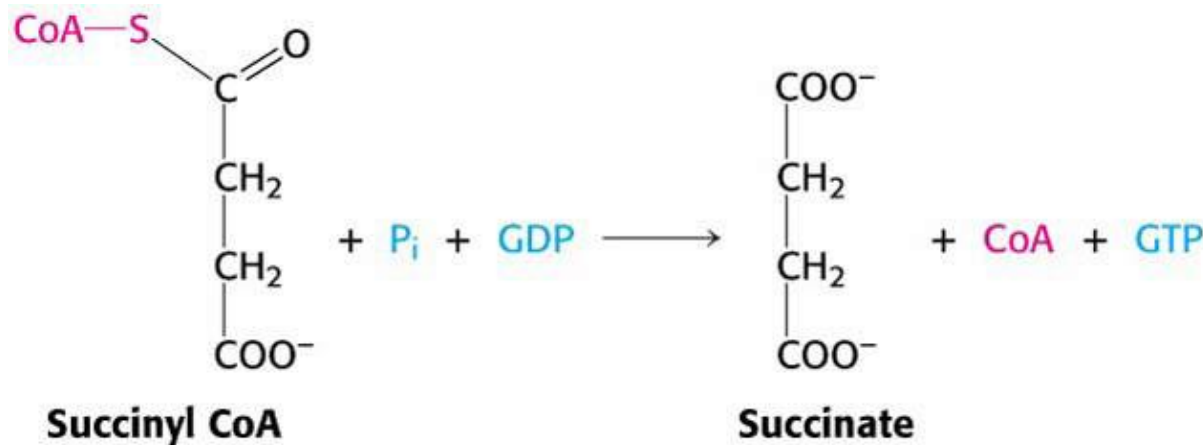 CoA—S
O
C
COO⁻
CH₂
CH₂
+ Pᵢ + GDP ⟶ + CoA + GTP
CH₂
CH₂
COO⁻
COO⁻
Succinyl CoA
Succinate